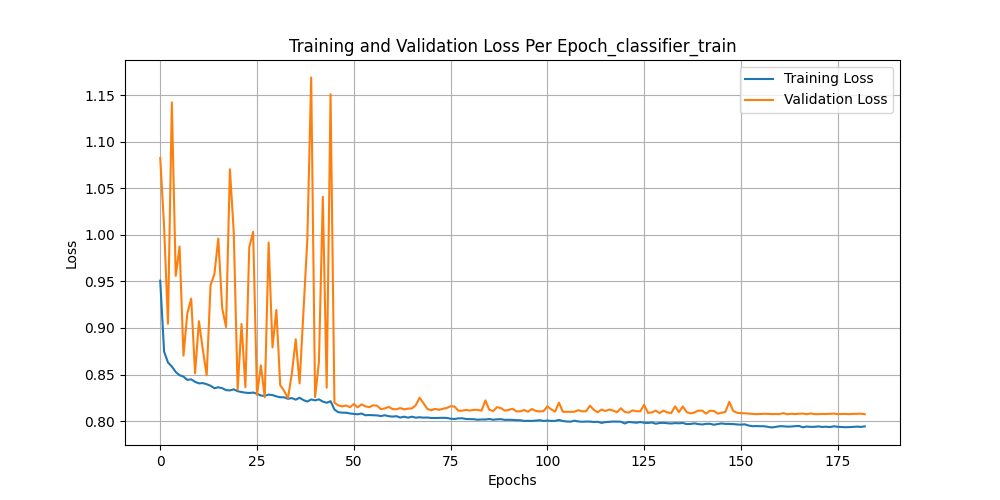 Training and Validation Loss Per Epoch_classifier_train
Training Loss
Validation Loss
1.15
1.10
1.05
1.00
0.95
0.90
0.85
0.80
Loss
0 25 50 75 100 125 150 175
Epochs